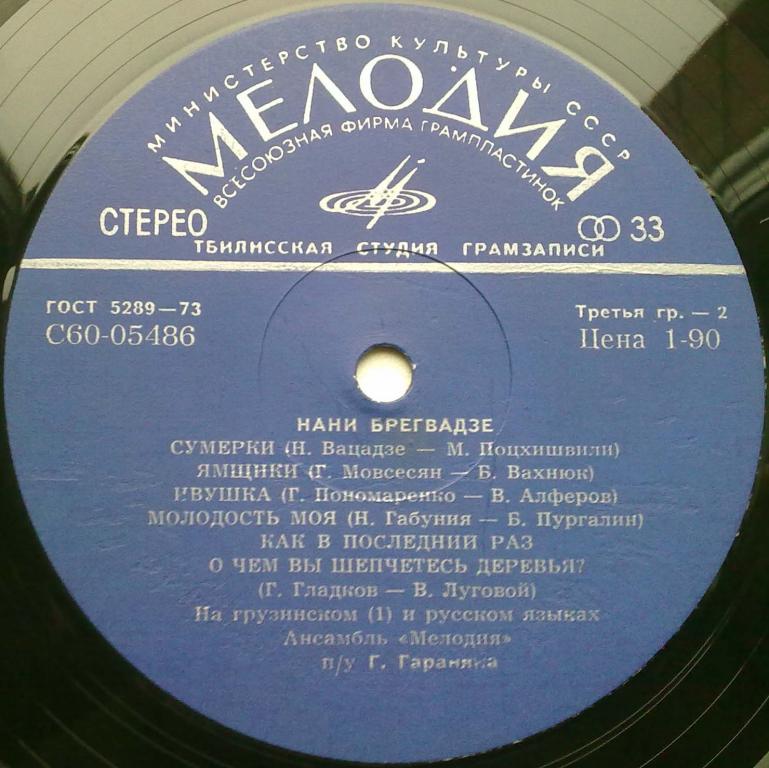 МИНИСТЕРСТВО КУЛЬТУРЫ СССР
МЕЛОДИЯ
ВСЕСОЮЗНАЯ ФИРМА ГРАМПЛАСТИНОК
СТЕРЕО
33
ТБИЛИССКАЯ СТУДИЯ ГРАМЗАПИСИ
ГОСТ 5289—73
Третья гр. — 2
С60-05486
Цена 1-90
НАНИ БРЕГВАДЗЕ
СУМЕРКИ (Н. Вацадзе — М. Поцхишвили)
ЯМЩИКИ (Г. Мовсесян — Б. Вахнюк)
ИВУШКА (Г. Пономаренко — В. Алферов)
МОЛОДОСТЬ МОЯ (Н. Габуния — Б. Пургалин)
КАК В ПОСЛЕДНИЙ РАЗ
О ЧЕМ ВЫ ШЕПЧЕТЕСЬ ДЕРЕВЬЯ?
(Г. Гладков — В. Луговой)
На грузинском (1) и русском языках
Ансамбль «Мелодия»
п/у Г. Гараняна